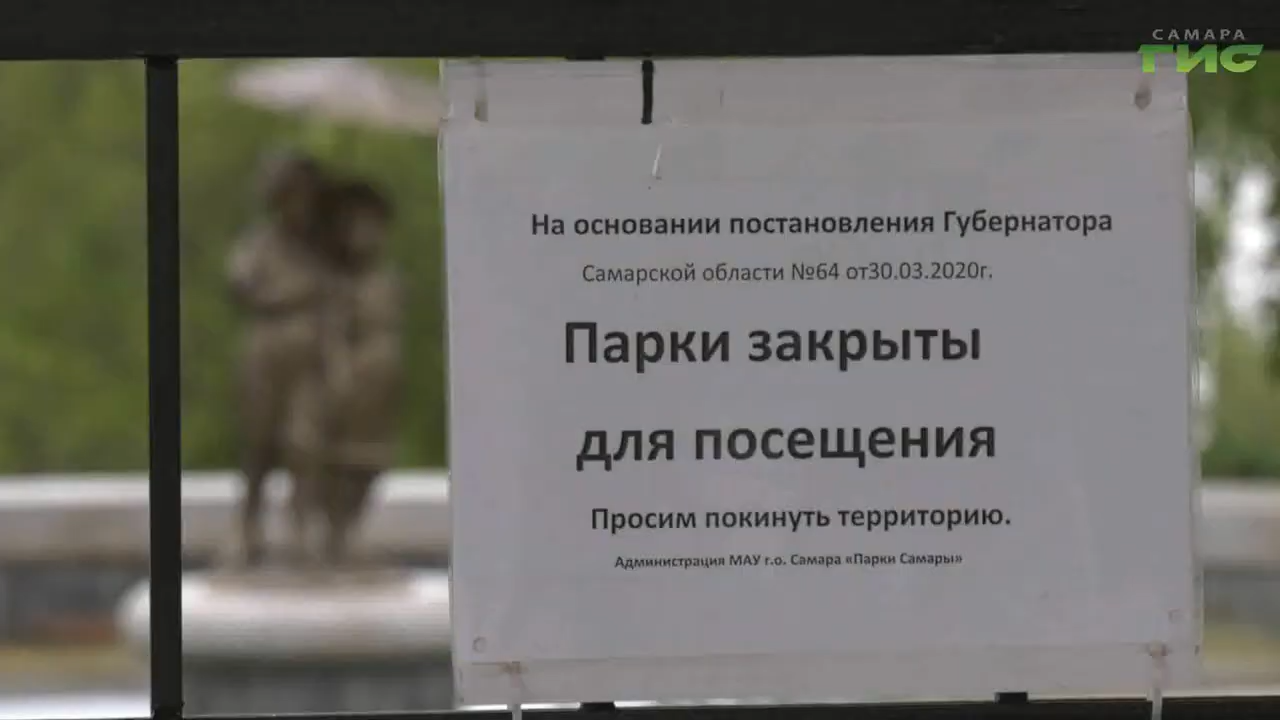 САМАРА
ГИС
На основании постановления Губернатора
Самарской области №64 от30.03.2020г.
Парки закрыты
для посещения
Просим покинуть территорию.
Администрация МАУ г.о. Самара «Парки Самары»